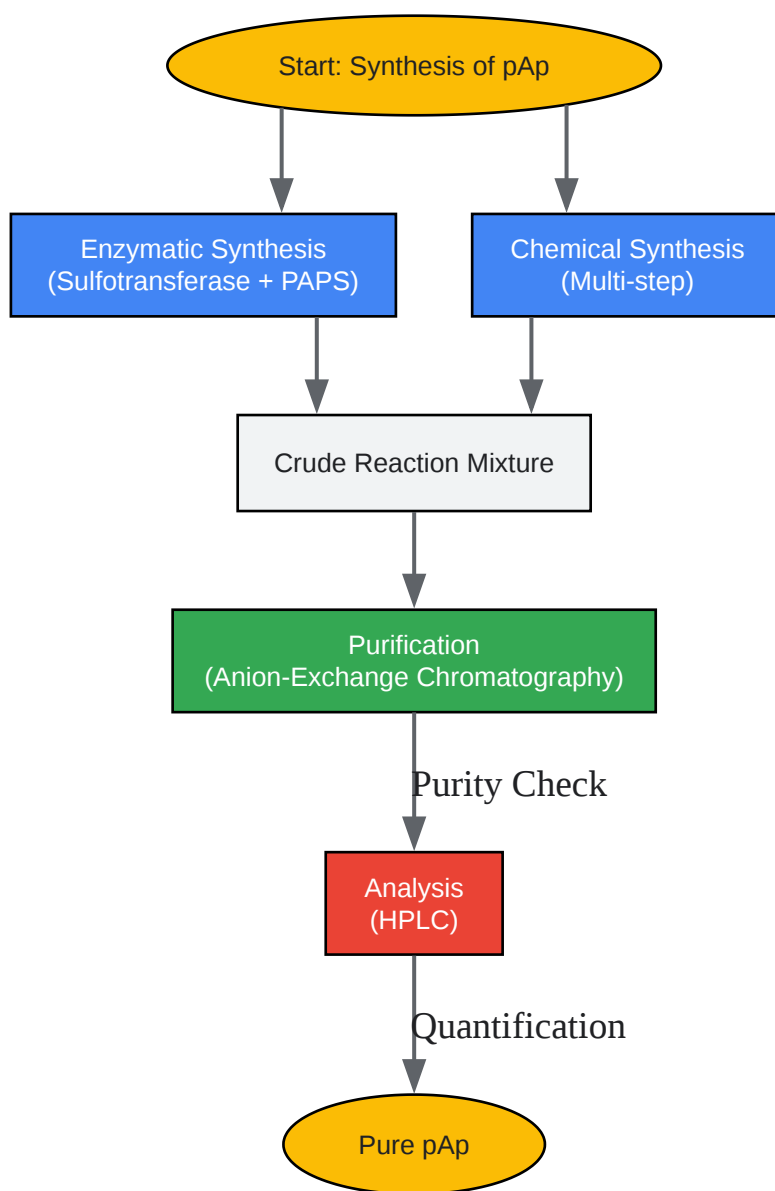 Start: Synthesis of pAp
Enzymatic Synthesis
(Sulfotransferase + PAPS)
Chemical Synthesis
(Multi-step)
Crude Reaction Mixture
Purification
(Anion-Exchange Chromatography)
Purity Check
Analysis
(HPLC)
Quantification
Pure pAp